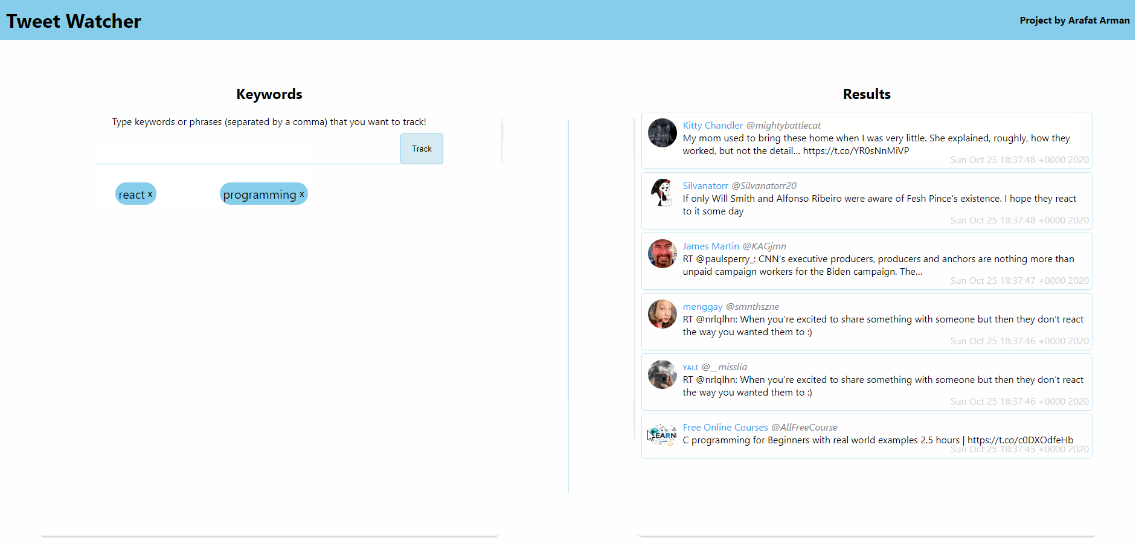 Tweet Watcher
Project by Arafat Arman
Keywords
Type keywords or phrases (separated by a comma) that you want to track!
Track
react x
programming x
Results
Kitty Chandler @mightybattlecat
My mom used to bring these home when I was very little. She explained, roughly, how they
worked, but not the detail… https://t.co/YR0sNnMiVP
Sun Oct 25 18:37:48 +0000 2020
Silvanatorr @Silvanatorr20
If only Will Smith and Alfonso Ribeiro were aware of Fesh Pince's existence. I hope they react
to it some day
Sun Oct 25 18:37:48 +0000 2020
James Martin @KAGjmn
RT @paulsperry_: CNN's executive producers, producers and anchors are nothing more than
unpaid campaign workers for the Biden campaign. The…
Sun Oct 25 18:37:47 +0000 2020
menggay @smnthszne
RT @nrlqlhn: When you're excited to share something with someone but then they don't react
the way you wanted them to :)
Sun Oct 25 18:37:46 +0000 2020
YALI @__misslia
RT @nrlqlhn: When you're excited to share something with someone but then they don't react
the way you wanted them to :)
Sun Oct 25 18:37:46 +0000 2020
LEARN
Free Online Courses @AllFreeCourse
C programming for Beginners with real world examples 2.5 hours | https://t.co/c0DXOdfeHb
Sun Oct 25 18:37:45 +0000 2020